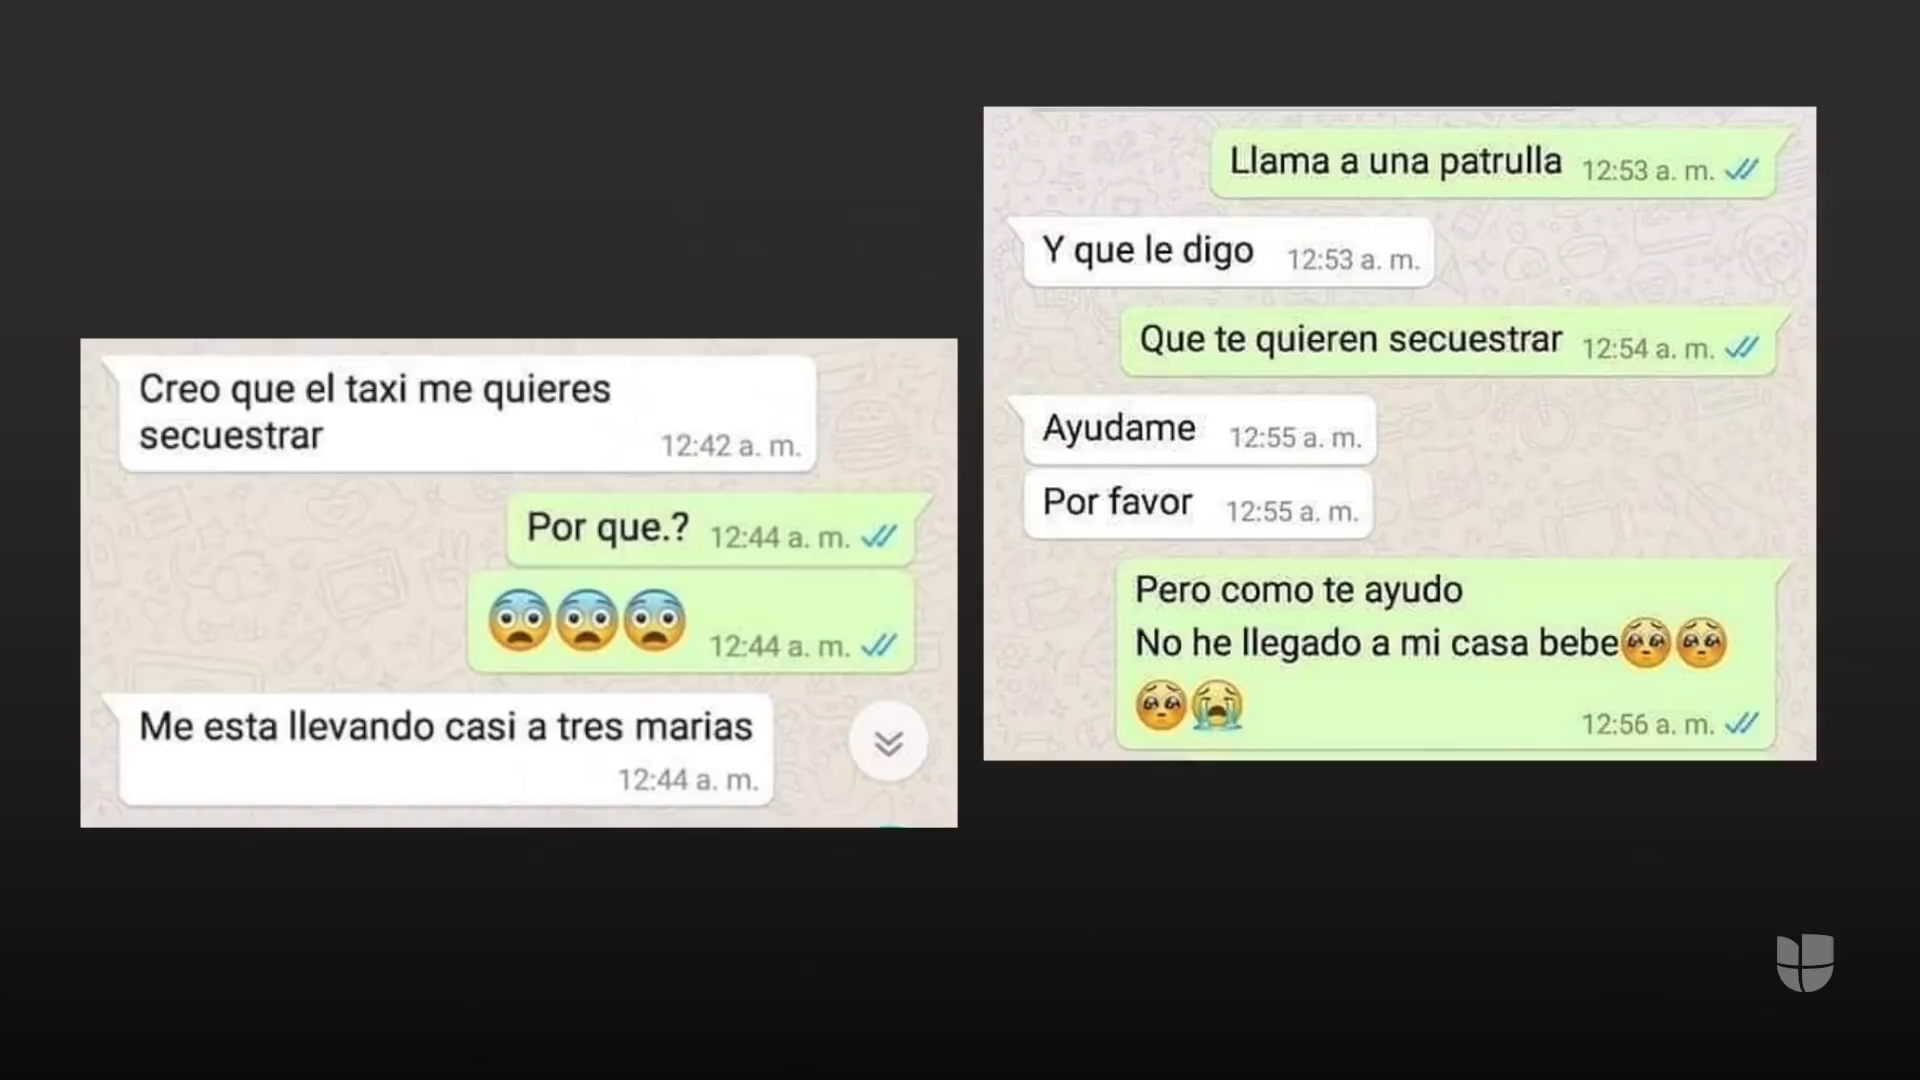 Creo que el taxi me quieres
secuestrar
12:42 a. m.
Por que.? 12:44 a. m.
😨😨😨 12:44 a. m.
Me esta llevando casi a tres marias
12:44 a. m.
Llama a una patrulla 12:53 a. m.
Y que le digo 12:53 a. m.
Que te quieren secuestrar 12:54 a. m.
Ayudame 12:55 a. m.
Por favor 12:55 a. m.
Pero como te ayudo
No he llegado a mi casa bebe🥺🥺
🥺😭 12:56 a. m.